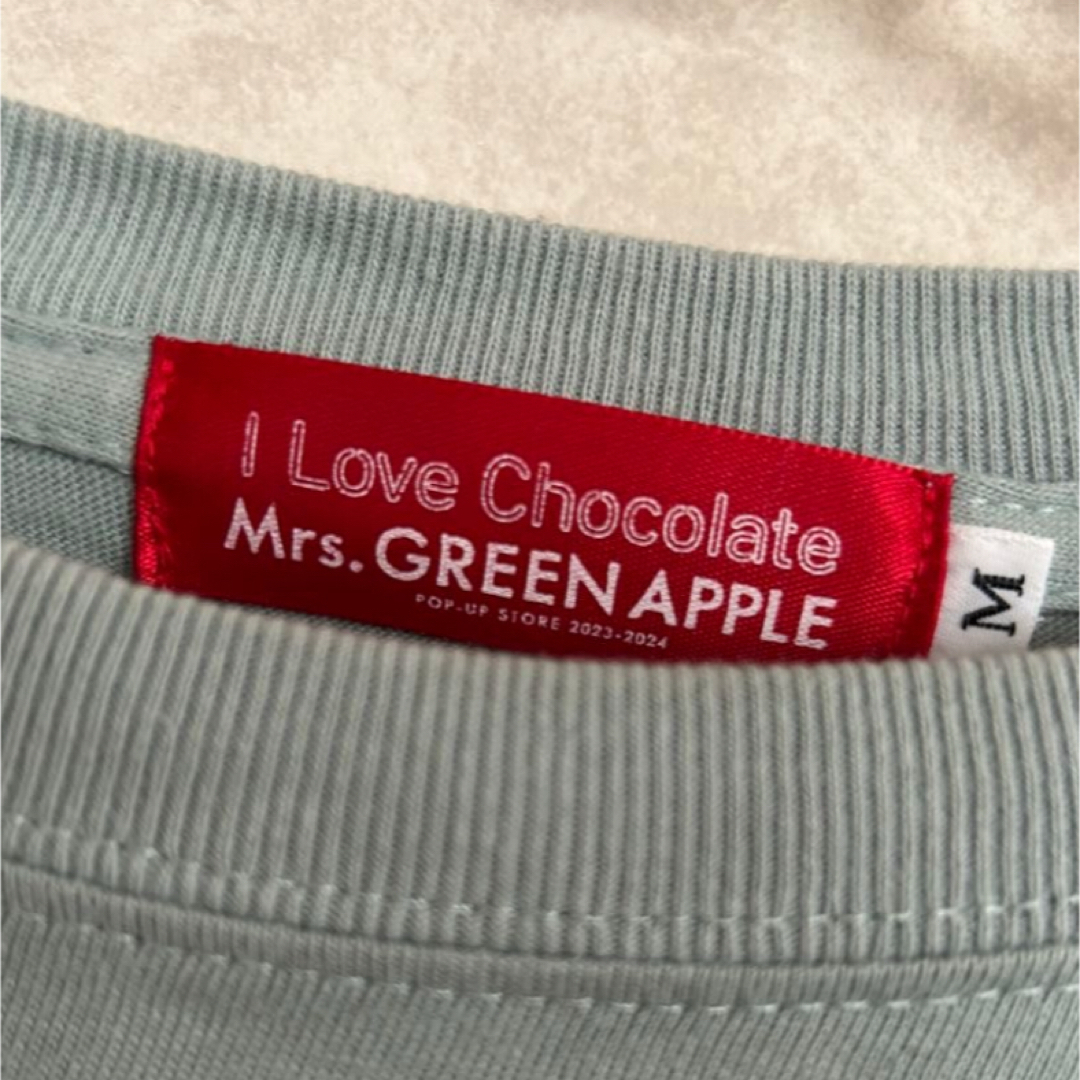 I Love Chocolate
Mrs. GREEN APPLE
POP-UP STORE 2023-2024
M